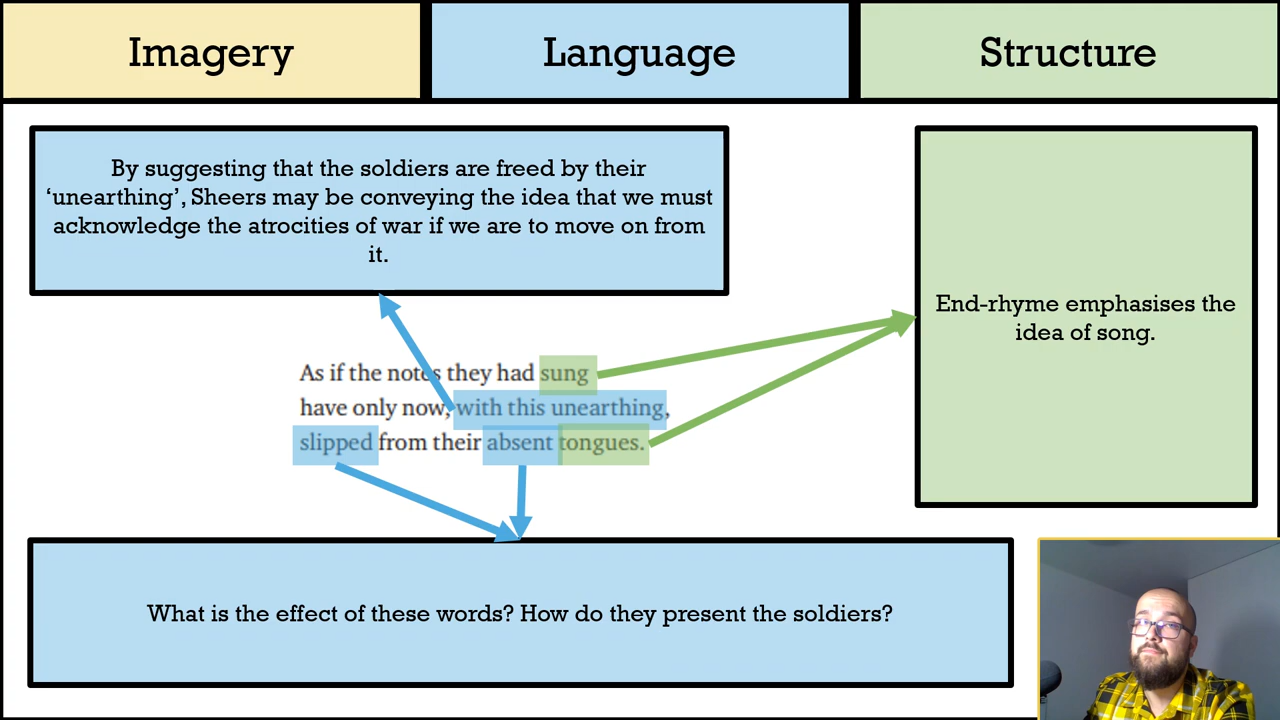 Imagery
Language
Structure
By suggesting that the soldiers are freed by their
‘unearthing’, Sheers may be conveying the idea that we must
acknowledge the atrocities of war if we are to move on from
it.
End-rhyme emphasises the
idea of song.
As if the notes they had sung
have only now, with this unearthing,
slipped from their absent tongues.
What is the effect of these words? How do they present the soldiers?